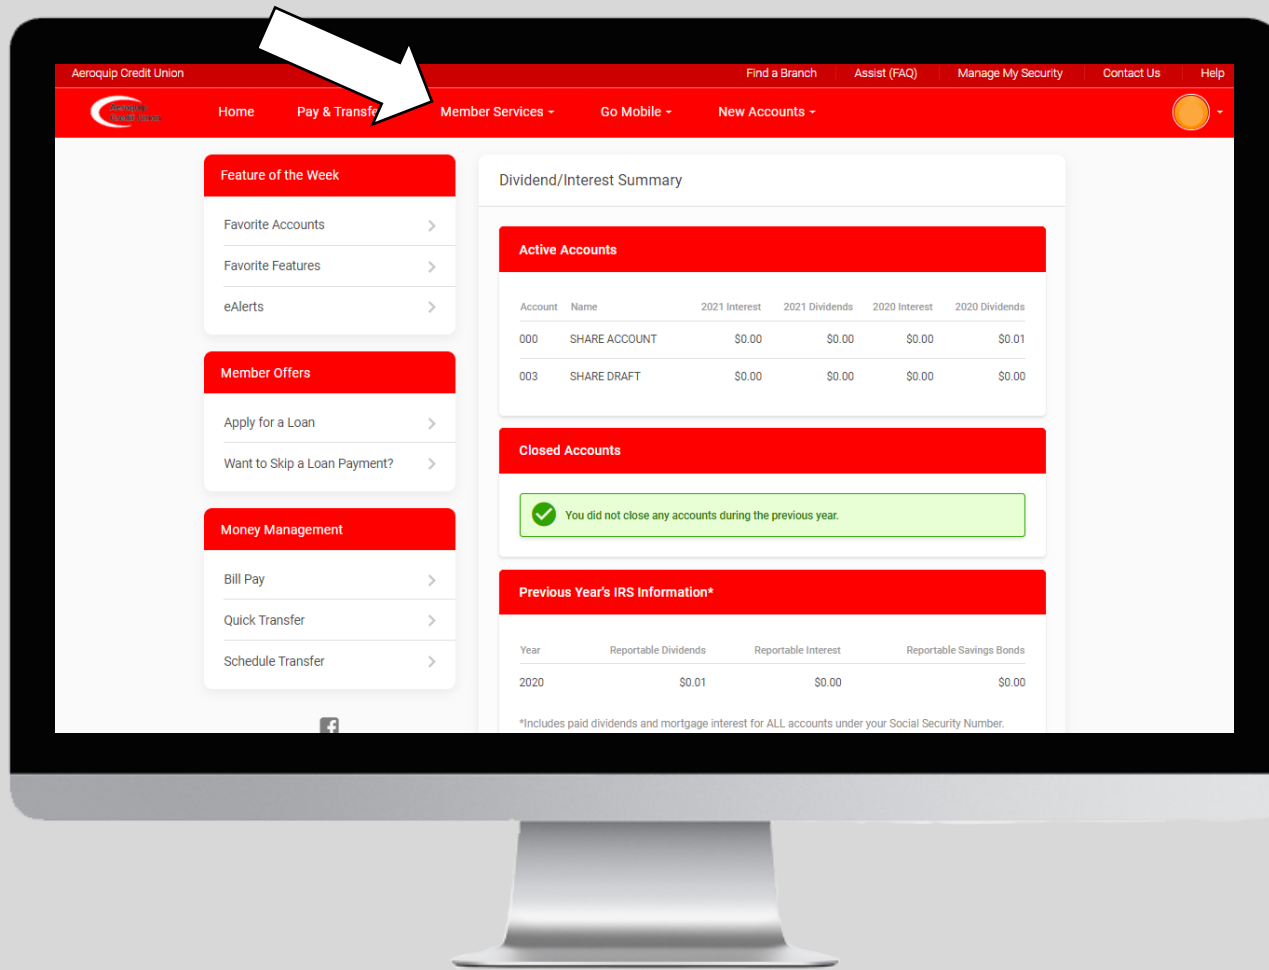 Aeroquip Credit Union
Find a Branch Assist (FAQ) Manage My Security Contact Us Help
Aeroquip
Credit Union
Home Pay & Transfe Member Services Go Mobile New Accounts
Feature of the Week
Favorite Accounts
Favorite Features
eAlerts
Member Offers
Apply for a Loan
Want to Skip a Loan Payment?
Money Management
Bill Pay
Quick Transfer
Schedule Transfer
Dividend/Interest Summary
Active Accounts
Account Name 2021 Interest 2021 Dividends 2020 Interest 2020 Dividends
000 SHARE ACCOUNT $0.00 $0.00 $0.00 $0.01
003 SHARE DRAFT $0.00 $0.00 $0.00 $0.00
Closed Accounts
You did not close any accounts during the previous year.
Previous Year's IRS Information*
Year Reportable Dividends Reportable Interest Reportable Savings Bonds
2020 $0.01 $0.00 $0.00
*Includes paid dividends and mortgage interest for ALL accounts under your Social Security Number.